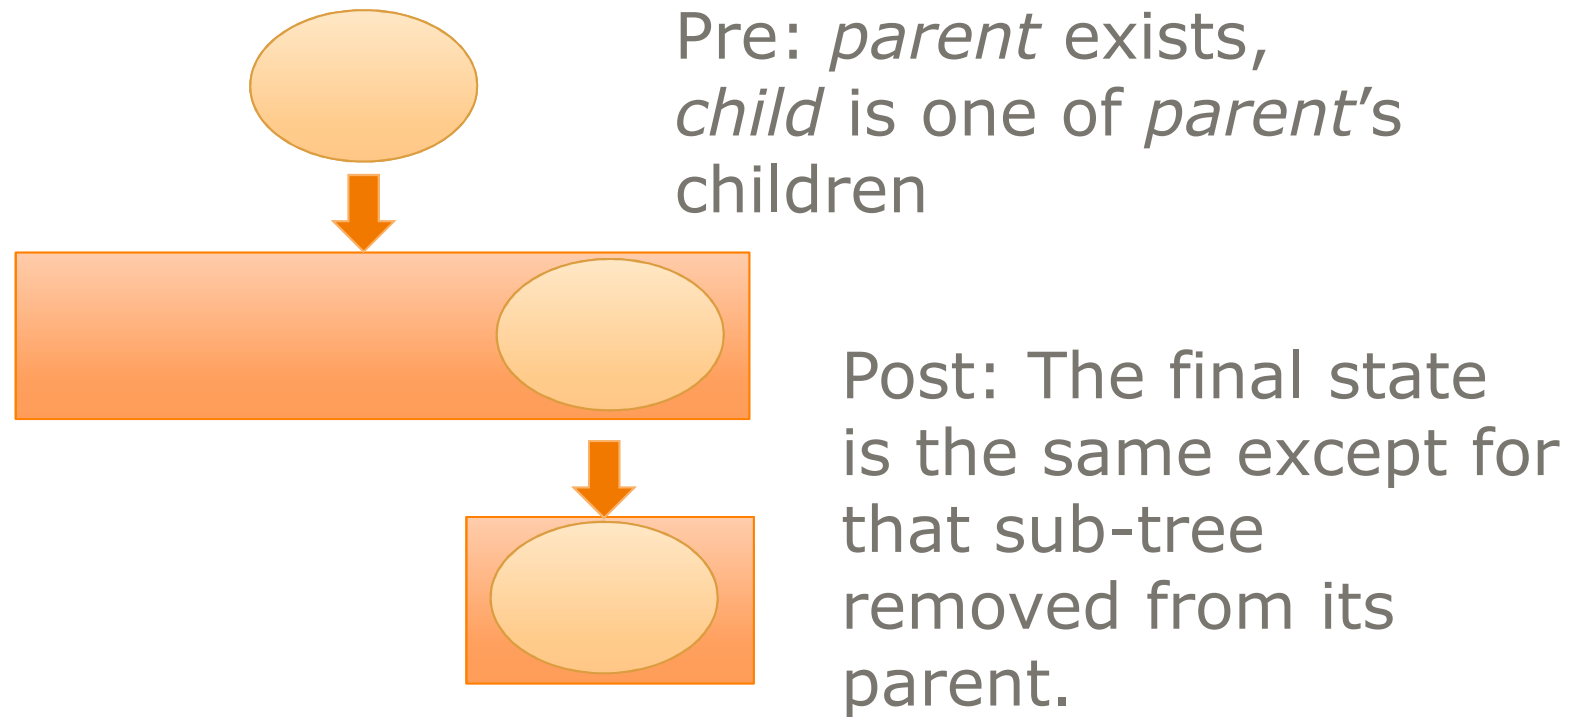 Pre: parent exists,
child is one of parent’s
children
Post: The final state
is the same except for
that sub-tree
removed from its
parent.